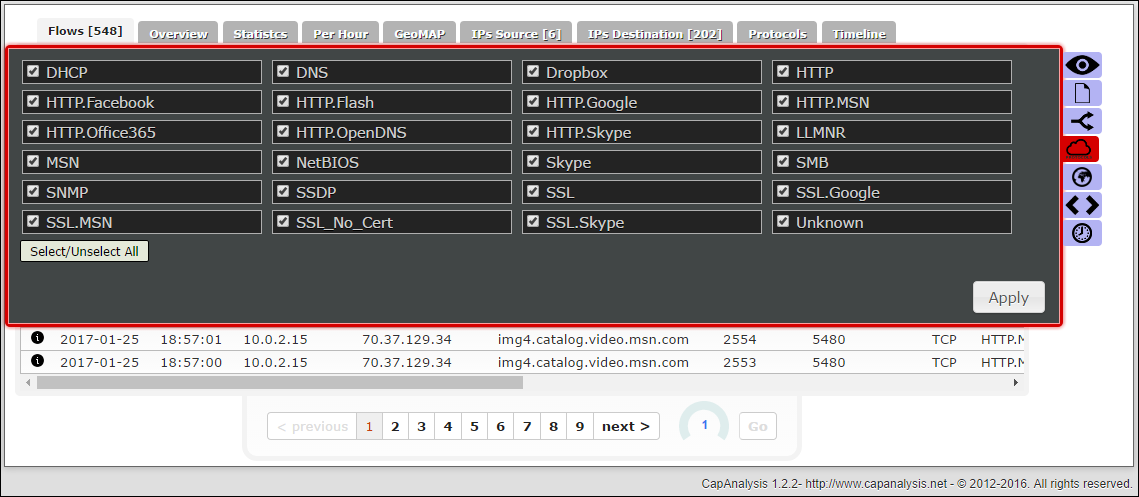 Flows [548] Overview Statistcs Per Hour GeoMAP IPs Source [6] IPs Destination [202] Protocols Timeline
DHCP DNS Dropbox HTTP
HTTP.Facebook HTTP.Flash HTTP.Google HTTP.MSN
HTTP.Office365 HTTP.OpenDNS HTTP.Skype LLMNR
MSN NetBIOS Skype SMB
SNMP SSDP SSL SSL.Google
SSL.MSN SSL_No_Cert SSL.Skype Unknown
Select/Unselect All
Apply
2017-01-25 18:57:01 10.0.2.15 70.37.129.34 img4.catalog.video.msn.com 2554 5480 TCP HTTP.M
2017-01-25 18:57:00 10.0.2.15 70.37.129.34 img4.catalog.video.msn.com 2553 5480 TCP HTTP.M
< previous 1 2 3 4 5 6 7 8 9 next > 1 Go
CapAnalysis 1.2.2- http://www.capanalysis.net - © 2012-2016. All rights reserved.